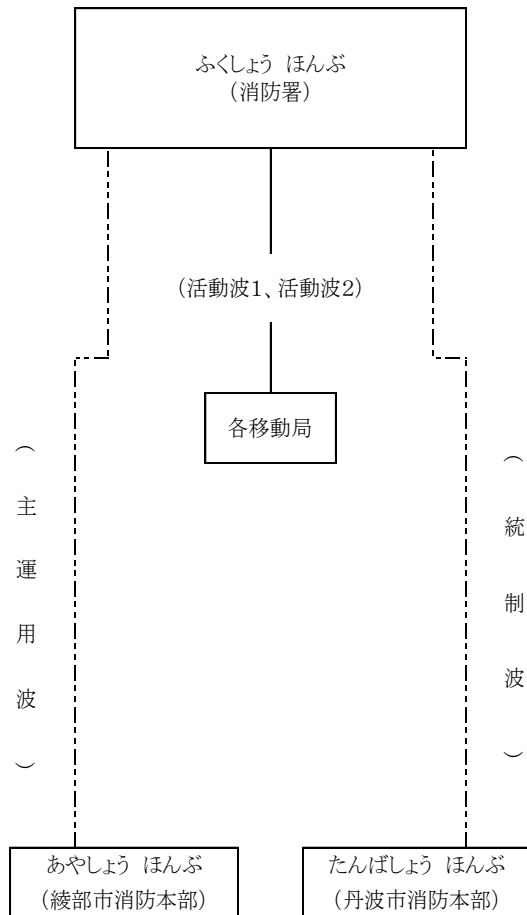 ふくしょう ほんぶ
（消防署）
（活動波１、活動波２）
各移動局
（主運用波）
（統制波）
あやしょう ほんぶ
（綾部市消防本部）
たんばしょう ほんぶ
（丹波市消防本部）